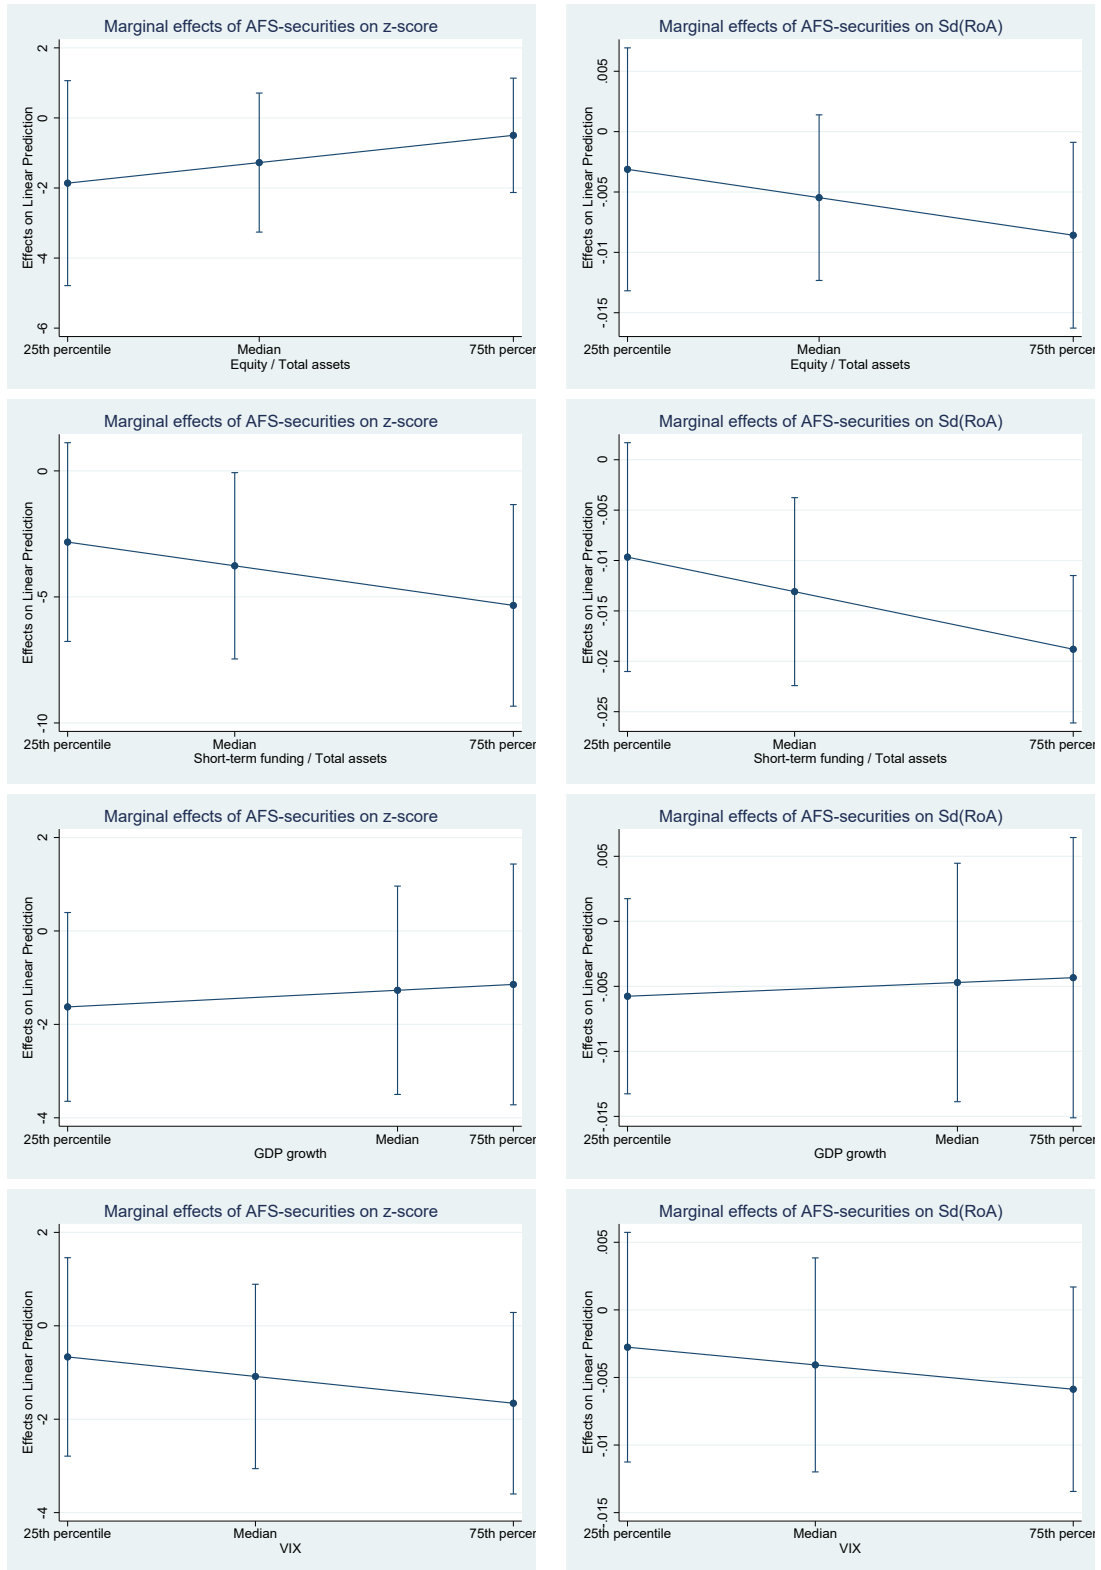 Marginal effects of AFS-securities on z-score
Effects on Linear Prediction
2
0
-2
-4
-6
25th percentile
Median
75th percer
Equity / Total assets
Marginal effects of AFS-securities on Sd(RoA)
Effects on Linear Prediction
.005
0
-.005
-.01
-.015
25th percentile
Median
75th percer
Equity / Total assets
Marginal effects of AFS-securities on z-score
Effects on Linear Prediction
0
-5
-10
25th percentile
Median
75th percer
Short-term funding / Total assets
Marginal effects of AFS-securities on Sd(RoA)
Effects on Linear Prediction
0
-.005
-.01
-.015
-.02
-.025
25th percentile
Median
75th percer
Short-term funding / Total assets
Marginal effects of AFS-securities on z-score
Effects on Linear Prediction
2
0
-2
-4
25th percentile
Median
75th percer
GDP growth
Marginal effects of AFS-securities on Sd(RoA)
Effects on Linear Prediction
.005
0
-.005
-.01
-.015
25th percentile
Median
75th percer
GDP growth
Marginal effects of AFS-securities on z-score
Effects on Linear Prediction
2
0
-2
-4
25th percentile
Median
75th percer
VIX
Marginal effects of AFS-securities on Sd(RoA)
Effects on Linear Prediction
.005
0
-.005
-.01
-.015
25th percentile
Median
75th percer
VIX